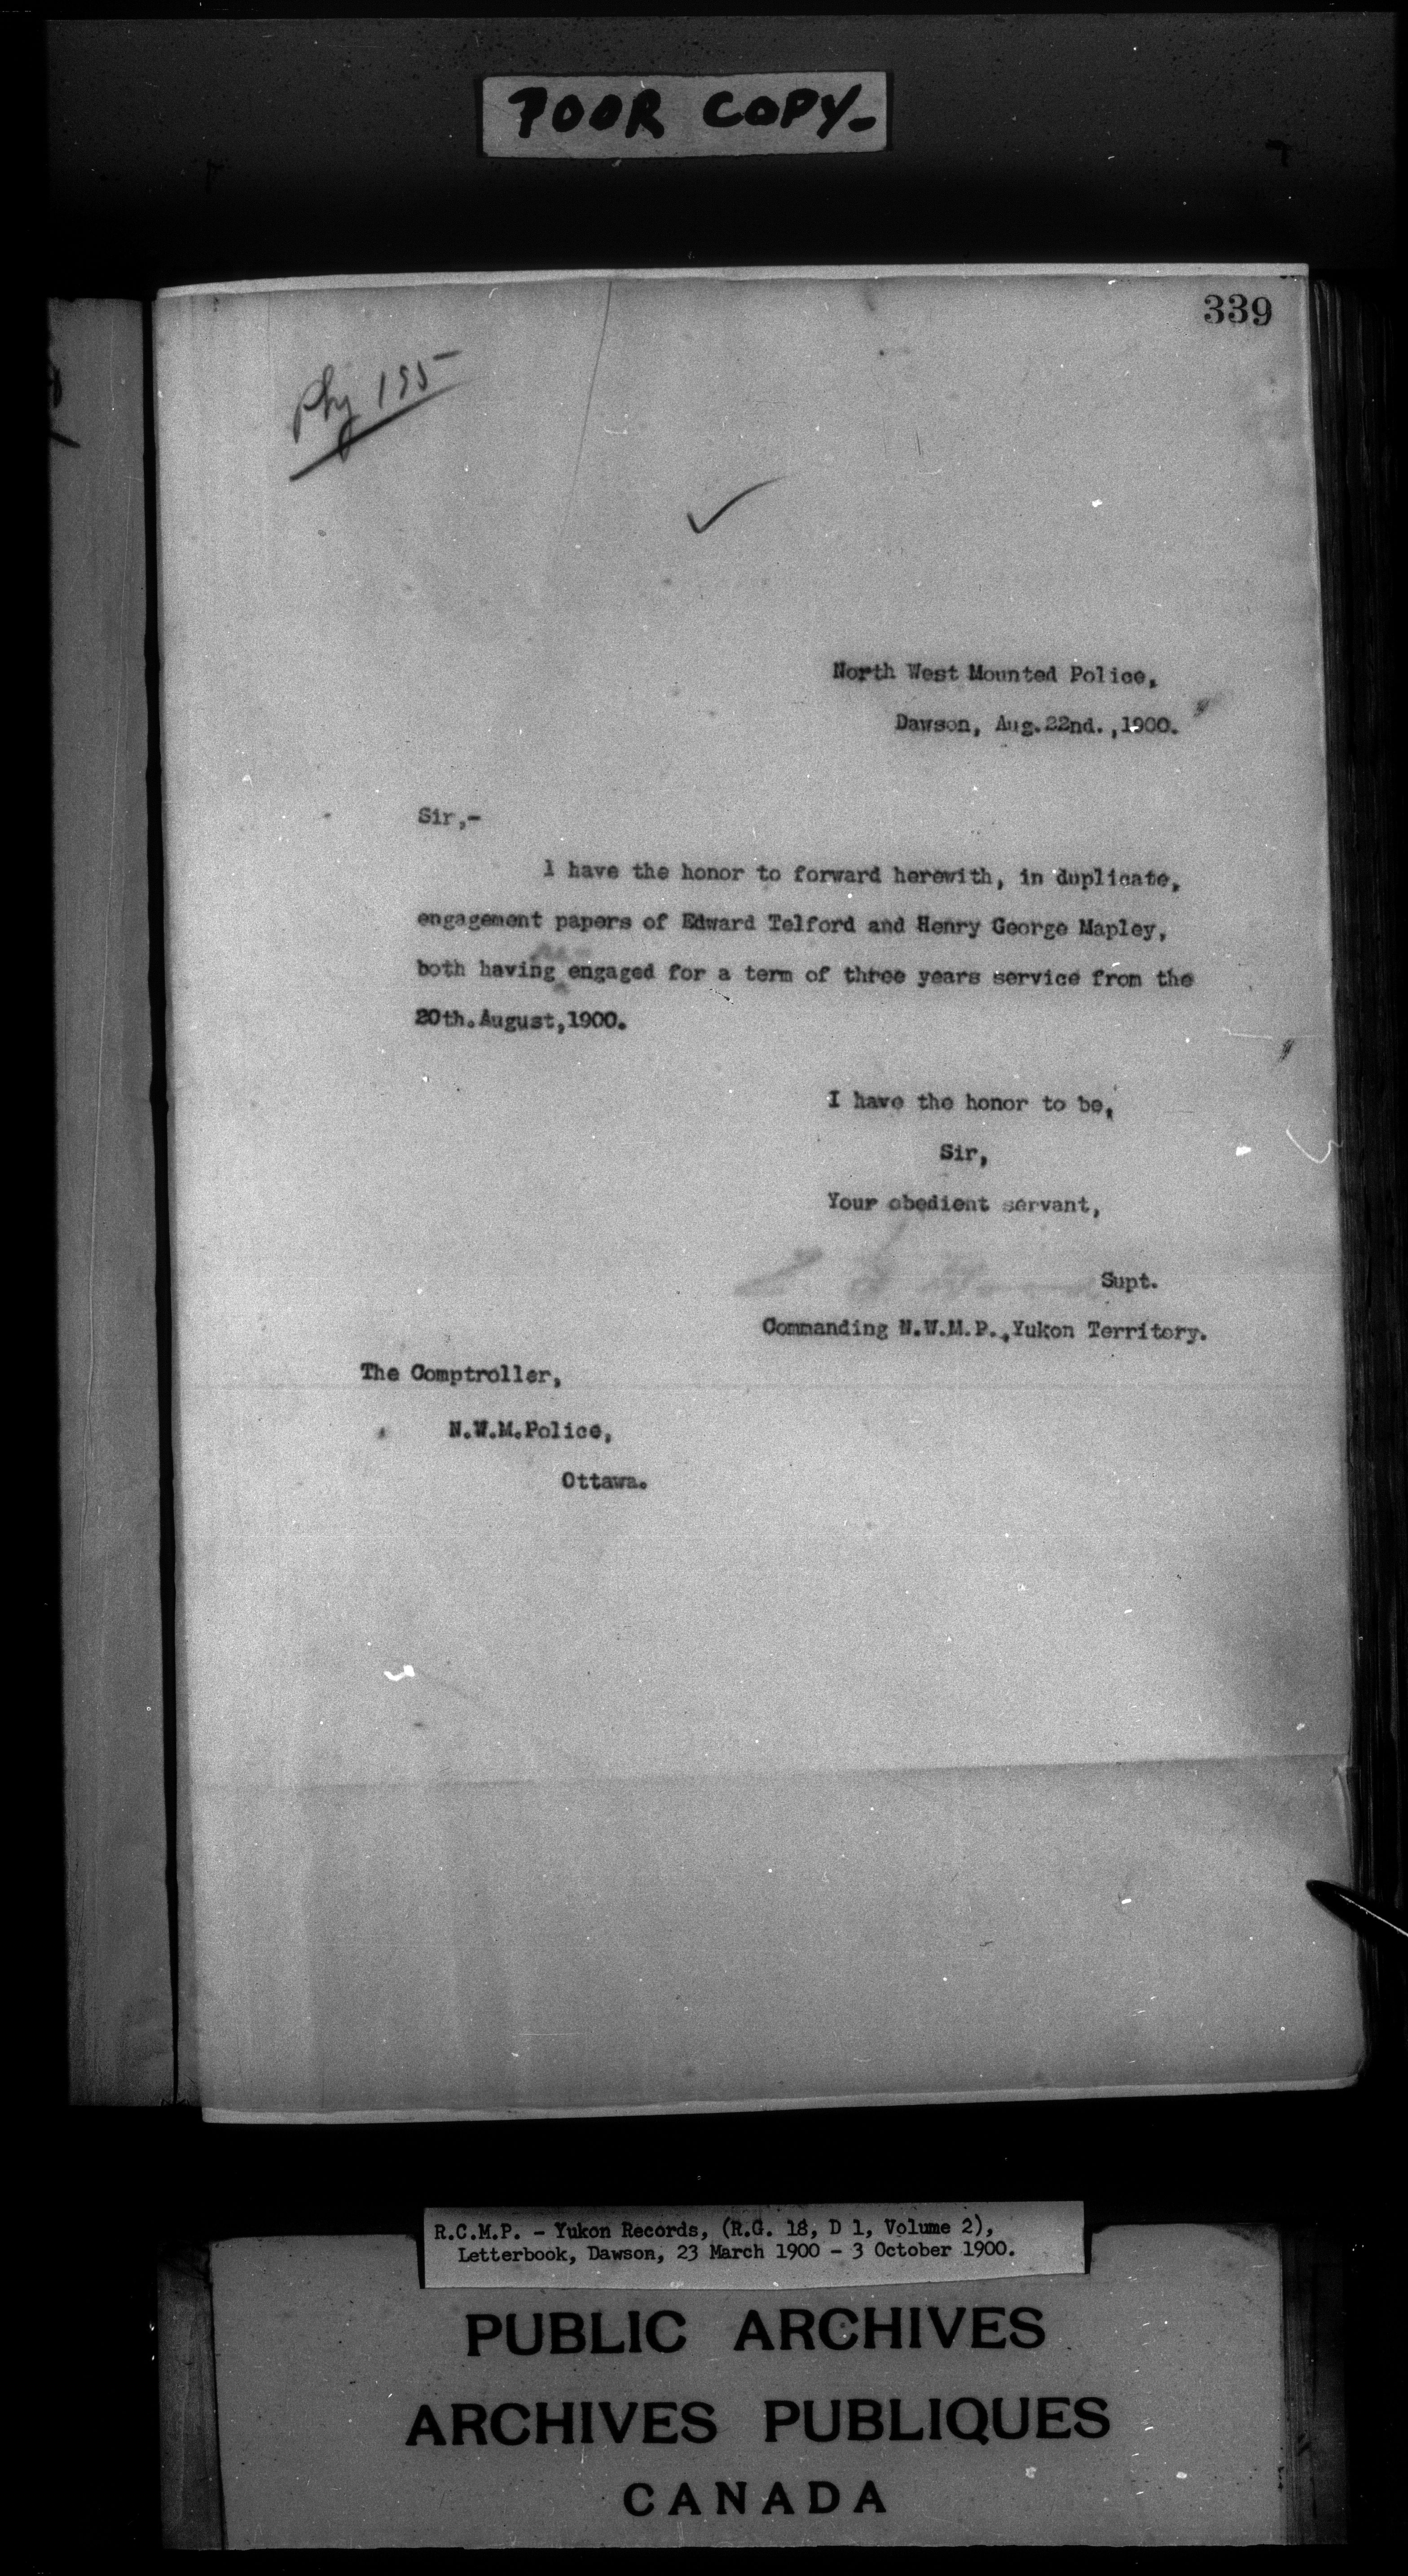 POOR COPY-
339
195
North West Mounted Police,
Dawson, Aug.22nd.,1900.
Sir,-
I have the honor to forward herewith, in duplicate,
engagement papers of Edward Telford and Henry George Mapley,
both having engaged for a term of three years service from the
20th.August,1900.
I have the honor to be,
Sir,
Your obedient servant,
Supt.
Commanding N.W.M.P.,Yukon Territory.
The Comptroller,
N.W.M.Police,
Ottawa.
R.C.M.P. - Yukon Records, (R.G. 18, D 1, Volume 2),
Letterbook, Dawson, 23 March 1900 - 3 October 1900.
PUBLIC ARCHIVES
ARCHIVES PUBLIQUES
CANADA